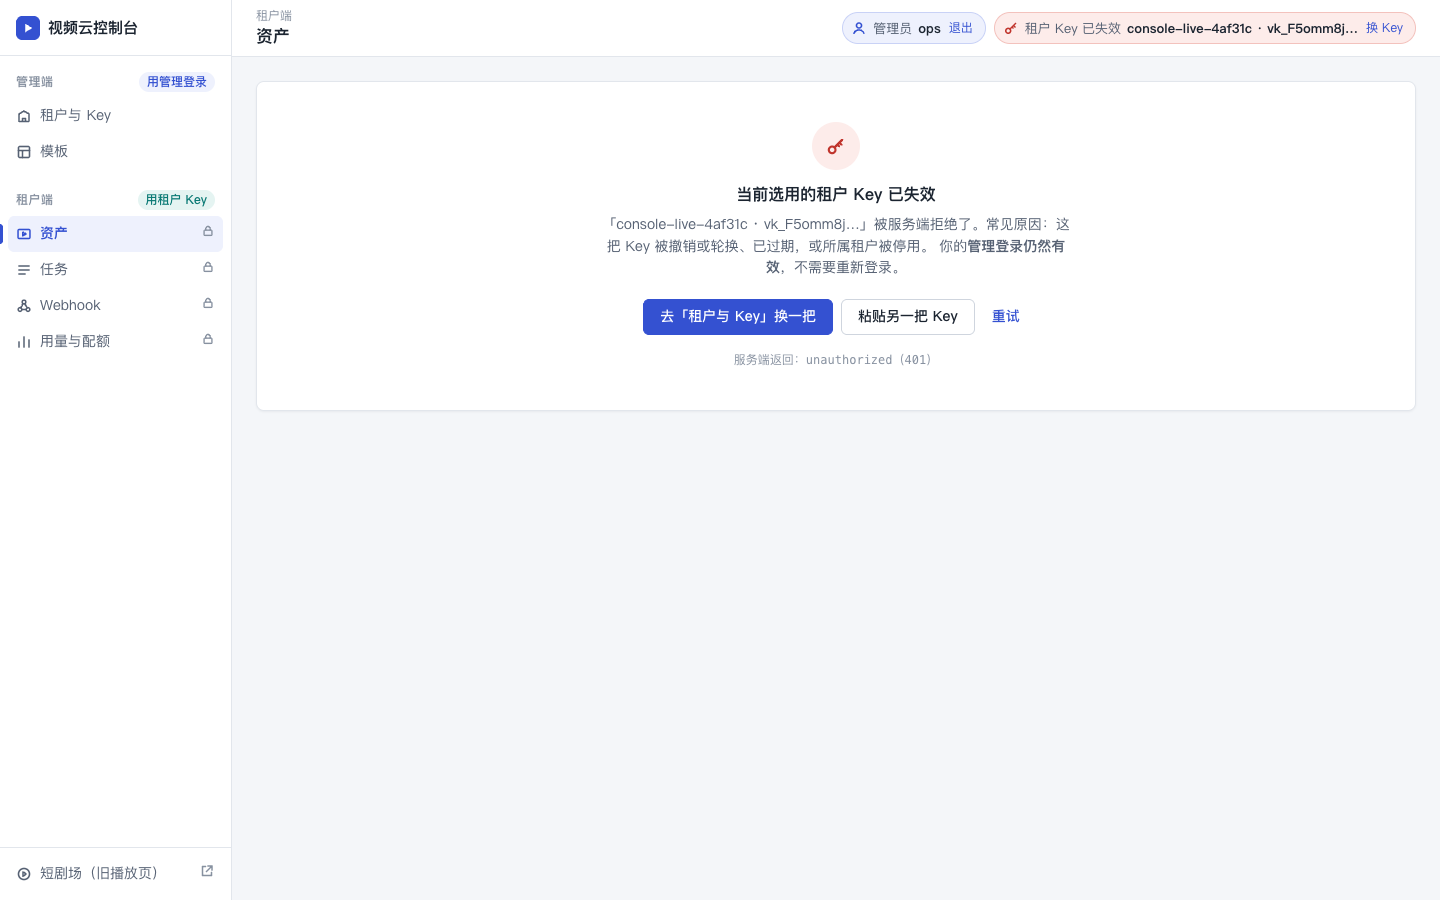 视频云控制台
管理端
用管理登录
租户与 Key
模板
租户端
用租户 Key
资产
任务
Webhook
用量与配额
短剧场（旧播放页）
租户端
资产
管理员 ops 退出
租户 Key 已失效 console-live-4af31c · vk_F5omm8j... 换 Key
当前选用的租户 Key 已失效
「console-live-4af31c · vk_F5omm8j…」被服务端拒绝了。常见原因：这
把 Key 被撤销或轮换、已过期，或所属租户被停用。 你的管理登录仍然有
效，不需要重新登录。
去「租户与 Key」换一把
粘贴另一把 Key
重试
服务端返回：unauthorized（401）